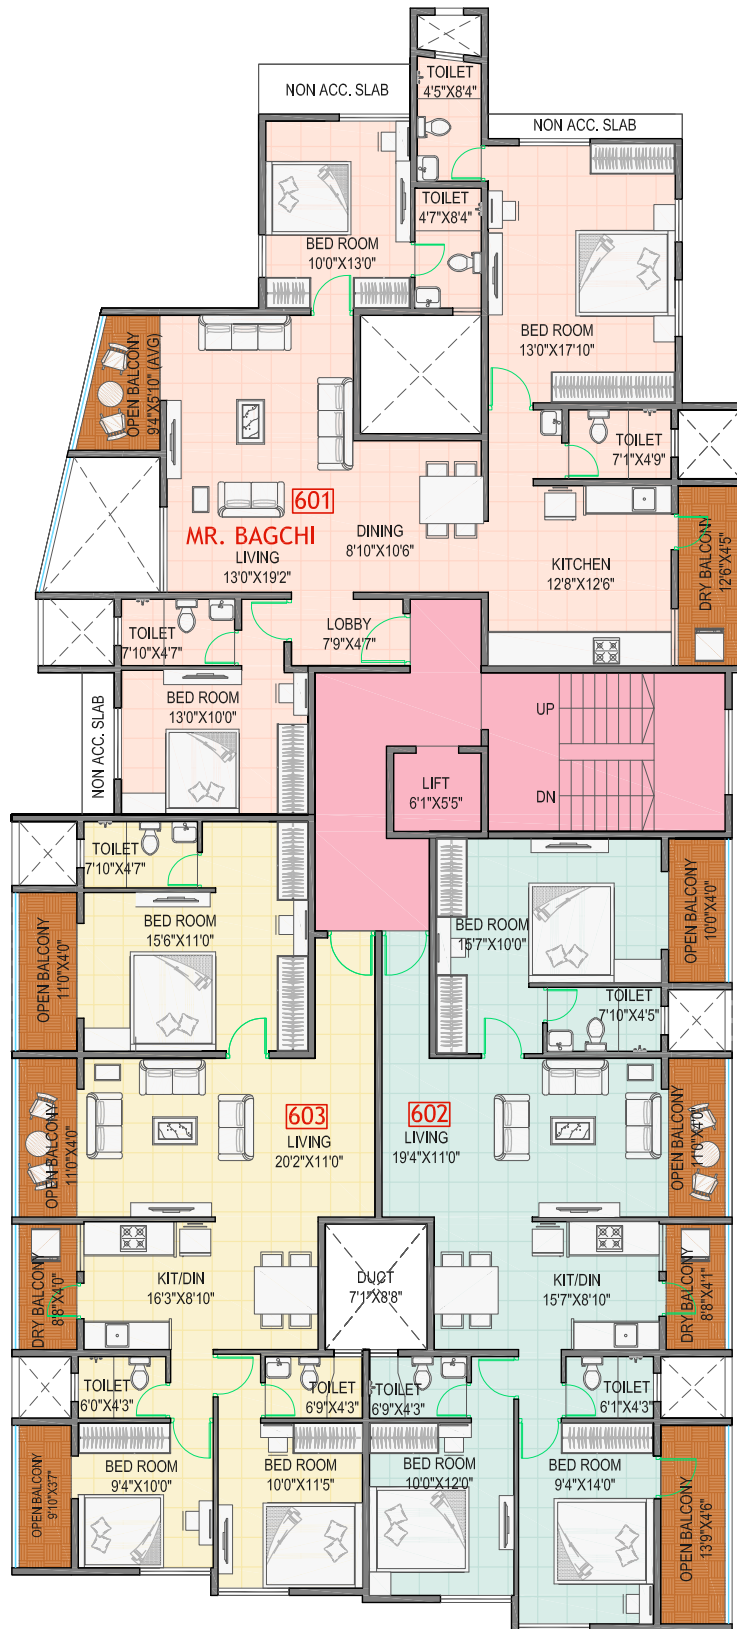 TOILET
4'5"X8'4"
NON ACC. SLAB
NON ACC. SLAB
TOILET
4'7"X8'4"
BED ROOM
10'0"X13'0"
BED ROOM
13'0"X17'10"
OPEN BALCONY
9'4"X5'10" (AVG)
TOILET
7'1"X4'9"
601
MR. BAGCHI
LIVING
13'0"X19'2"
DINING
8'10"X10'6"
KITCHEN
12'8"X12'6"
DRY BALCONY
12'6"X4'5"
TOILET
7'10"X4'7"
LOBBY
7'9"X4'7"
BED ROOM
13'0"X10'0"
NON ACC. SLAB
UP
DN
LIFT
6'1"X5'5"
TOILET
7'10"X4'7"
BED ROOM
15'6"X11'0"
OPEN BALCONY
11'0"X4'0"
BED ROOM
15'7"X10'0"
OPEN BALCONY
10'0"X4'0"
TOILET
7'10"X4'5"
OPEN BALCONY
11'0"X4'0"
603
LIVING
20'2"X11'0"
602
LIVING
19'4"X11'0"
OPEN BALCONY
11'0"X4'0"
DRY BALCONY
8'8"X4'0"
KIT/DIN
16'3"X8'10"
DUCT
7'1"X8'8"
KIT/DIN
15'7"X8'10"
DRY BALCONY
8'8"X4'1"
TOILET
6'0"X4'3"
TOILET
6'9"X4'3"
TOILET
6'9"X4'3"
TOILET
6'1"X4'3"
OPEN BALCONY
9'10"X3'7"
BED ROOM
9'4"X10'0"
BED ROOM
10'0"X11'5"
BED ROOM
10'0"X12'0"
BED ROOM
9'4"X14'0"
OPEN BALCONY
13'9"X4'6"